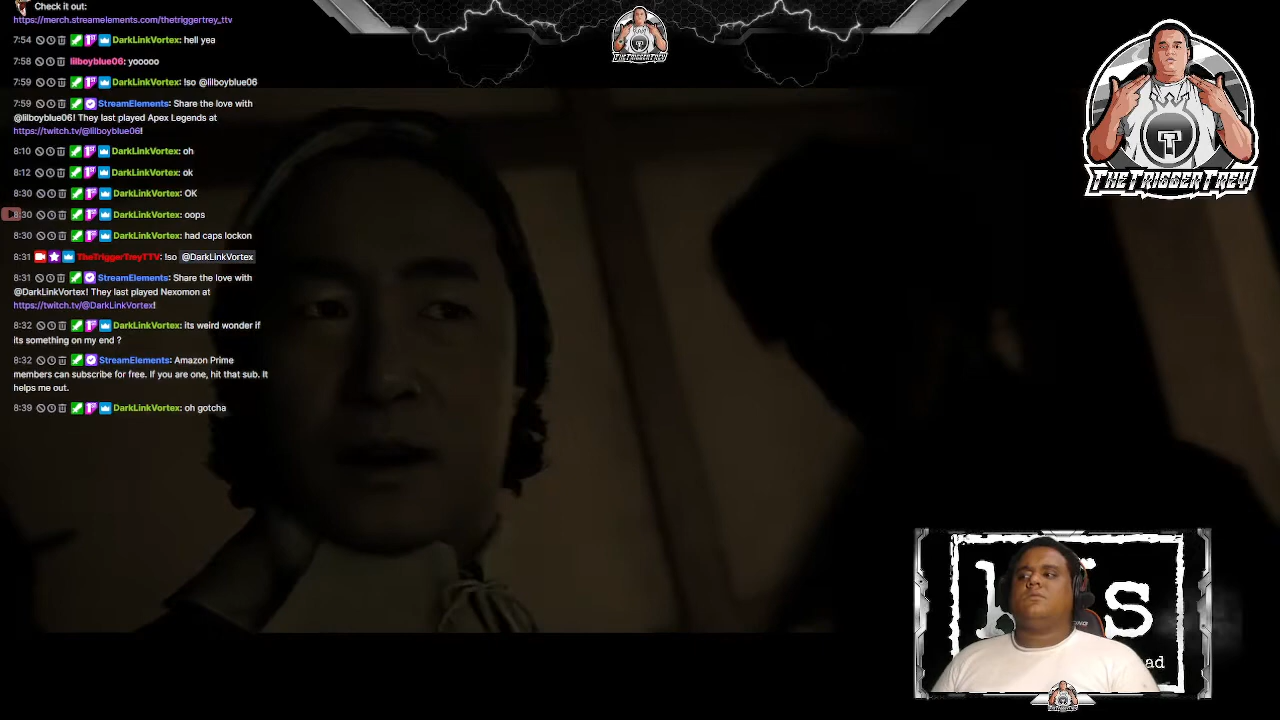 Check it out:
https://merch.streamelements.com/thetriggertrey_ttv
7:54 DarkLinkVortex: hell yea
7:58 lilboyblue06: yooooo
7:59 DarkLinkVortex: !so @lilboyblue06
7:59 StreamElements: Share the love with
@lilboyblue06! They last played Apex Legends at
https://twitch.tv/@lilboyblue06!
8:10 DarkLinkVortex: oh
8:12 DarkLinkVortex: ok
8:30 DarkLinkVortex: OK
8:30 DarkLinkVortex: oops
8:30 DarkLinkVortex: had caps lockon
8:31 TheTriggerTreyTTV: !so @DarkLinkVortex
8:31 StreamElements: Share the love with
@DarkLinkVortex! They last played Nexomon at
https://twitch.tv/@DarkLinkVortex!
8:32 DarkLinkVortex: its weird wonder if
its something on my end ?
8:32 StreamElements: Amazon Prime
members can subscribe for free. If you are one, hit that sub. It
helps me out.
8:39 DarkLinkVortex: oh gotcha
T
THETRIGGERTREY